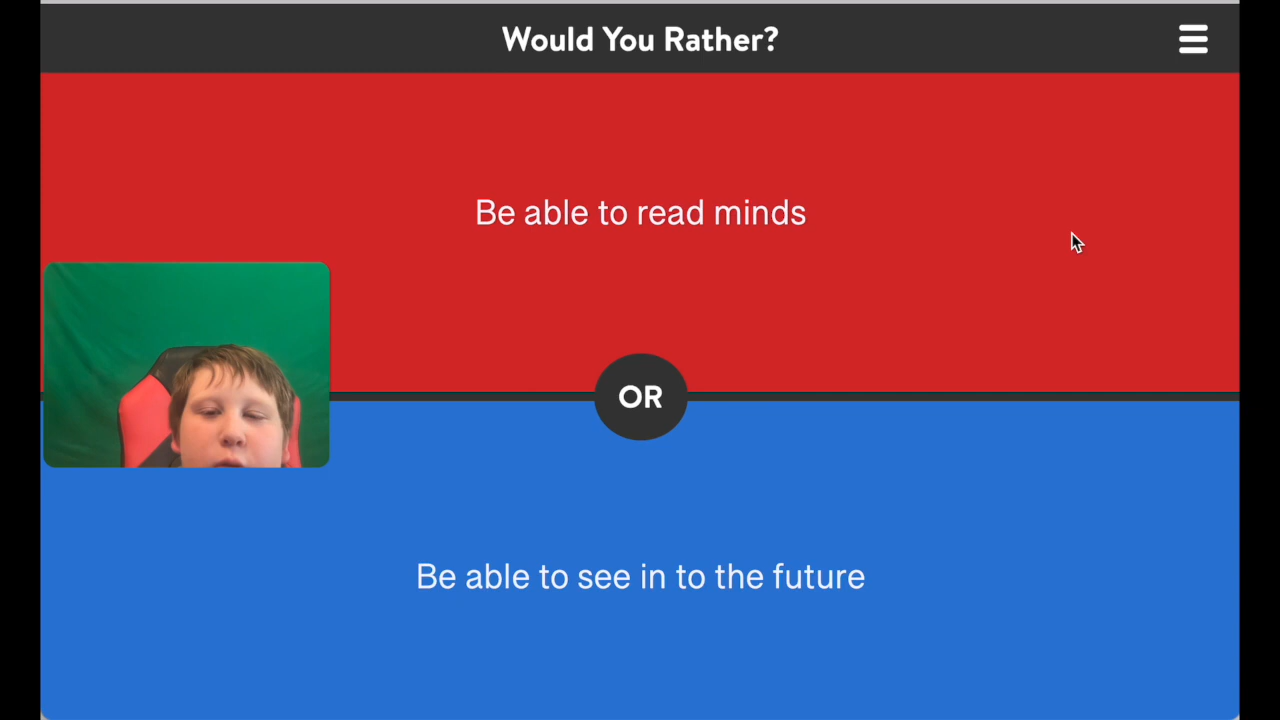 Would You Rather?
Be able to read minds
OR
Be able to see in to the future